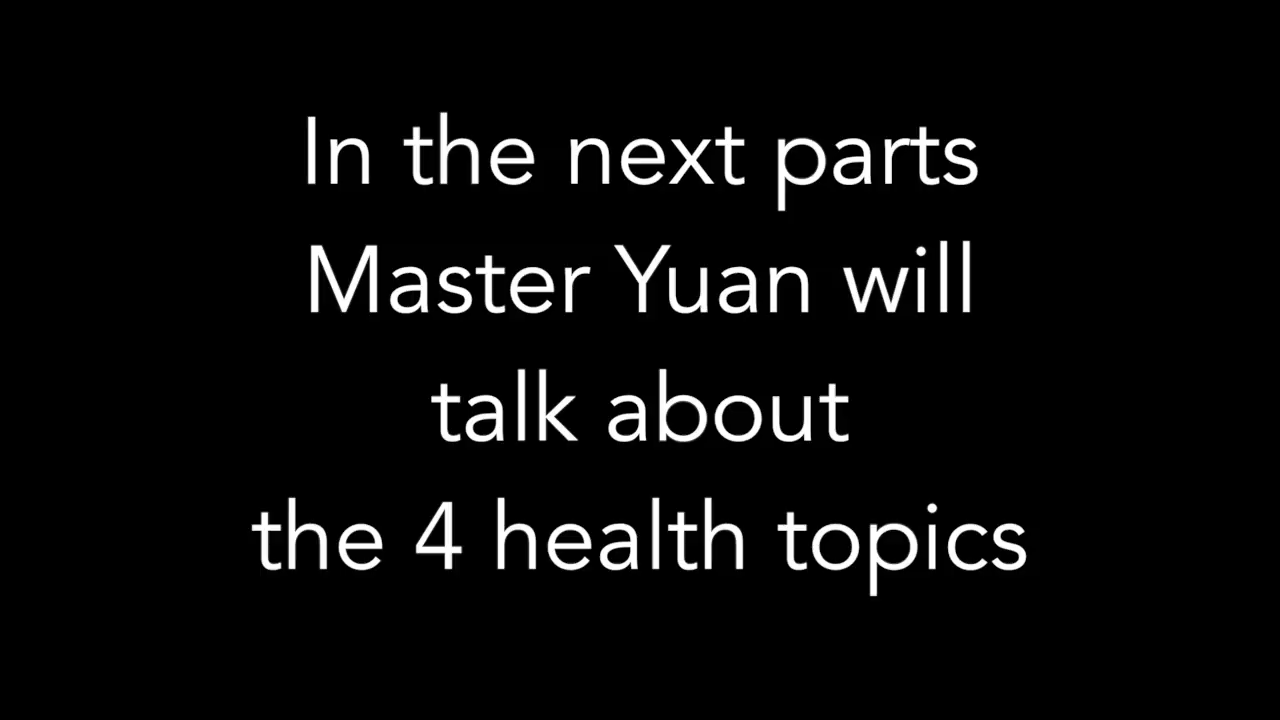 In the next parts
Master Yuan will
talk about
the 4 health topics